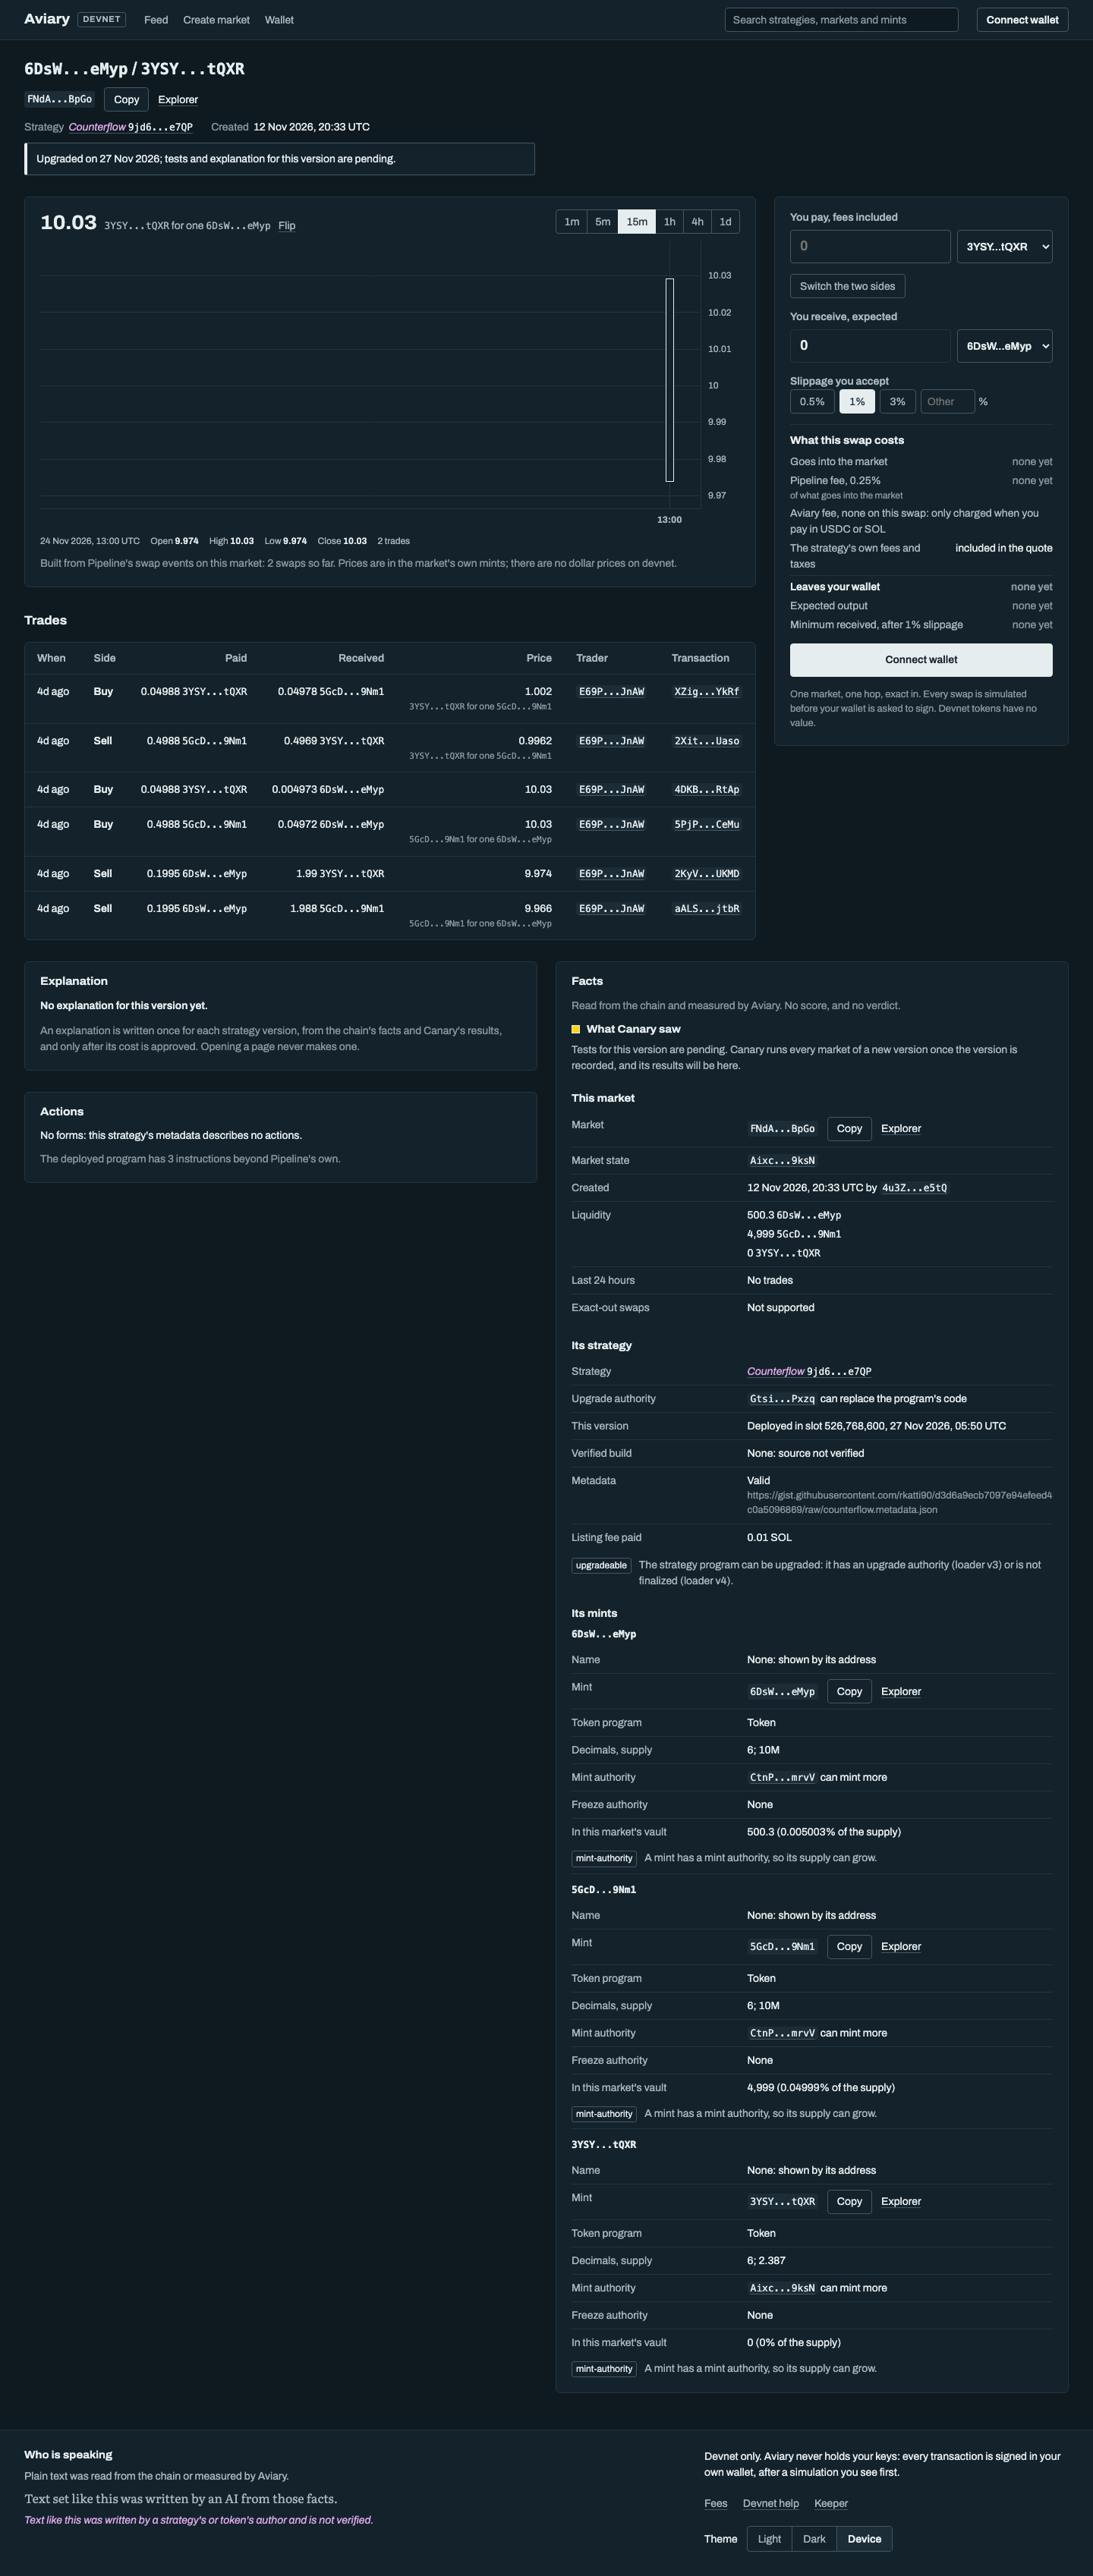 Aviary DEVNET Feed Create market Wallet Search strategies, markets and mints Connect wallet
6DsW...eMyp / 3YSY...tQXR
FNdA...BpGo Copy Explorer
Strategy Counterflow 9jd6...e7QP Created 12 Nov 2026, 20:33 UTC
Upgraded on 27 Nov 2026; tests and explanation for this version are pending.
10.03 3YSY...tQXR for one 6DsW...eMyp Flip 1m 5m 15m 1h 4h 1d
10.03
10.02
10.01
10
9.99
9.98
9.97
13:00
24 Nov 2026, 13:00 UTC Open 9.974 High 10.03 Low 9.974 Close 10.03 2 trades
Built from Pipeline's swap events on this market: 2 swaps so far. Prices are in the market's own mints; there are no dollar prices on devnet.
You pay, fees included
0 3YSY...tQXR
Switch the two sides
You receive, expected
0 6DsW...eMyp
Slippage you accept
0.5% 1% 3% Other %
What this swap costs
Goes into the market none yet
Pipeline fee, 0.25% none yet
of what goes into the market
Aviary fee, none on this swap: only charged when you
pay in USDC or SOL
The strategy's own fees and included in the quote
taxes
Leaves your wallet none yet
Expected output none yet
Minimum received, after 1% slippage none yet
Connect wallet
One market, one hop, exact in. Every swap is simulated
before your wallet is asked to sign. Devnet tokens have no
value.
Trades
When Side Paid Received Price Trader Transaction
4d ago Buy 0.04988 3YSY...tQXR 0.04978 5GcD...9Nm1 1.002 E69P...JnAW XZig...YkRf
3YSY...tQXR for one 5GcD...9Nm1
4d ago Sell 0.4988 5GcD...9Nm1 0.4969 3YSY...tQXR 0.9962 E69P...JnAW 2Xit...Uaso
3YSY...tQXR for one 5GcD...9Nm1
4d ago Buy 0.04988 3YSY...tQXR 0.004973 6DsW...eMyp 10.03 E69P...JnAW 4DKB...RtAp
4d ago Buy 0.4988 5GcD...9Nm1 0.04972 6DsW...eMyp 10.03 E69P...JnAW 5PjP...CeMu
5GcD...9Nm1 for one 6DsW...eMyp
4d ago Sell 0.1995 6DsW...eMyp 1.99 3YSY...tQXR 9.974 E69P...JnAW 2KyV...UKMD
4d ago Sell 0.1995 6DsW...eMyp 1.988 5GcD...9Nm1 9.966 E69P...JnAW aALS...jtbR
5GcD...9Nm1 for one 6DsW...eMyp
Explanation
No explanation for this version yet.
An explanation is written once for each strategy version, from the chain's facts and Canary's results,
and only after its cost is approved. Opening a page never makes one.
Actions
No forms: this strategy's metadata describes no actions.
The deployed program has 3 instructions beyond Pipeline's own.
Facts
Read from the chain and measured by Aviary. No score, and no verdict.
What Canary saw
Tests for this version are pending. Canary runs every market of a new version once the version is
recorded, and its results will be here.
This market
Market FNdA...BpGo Copy Explorer
Market state Aixc...9ksN
Created 12 Nov 2026, 20:33 UTC by 4u3Z...e5tQ
Liquidity 500.3 6DsW...eMyp
4,999 5GcD...9Nm1
0 3YSY...tQXR
Last 24 hours No trades
Exact-out swaps Not supported
Its strategy
Strategy Counterflow 9jd6...e7QP
Upgrade authority Gtsi...Pxzq can replace the program's code
This version Deployed in slot 526,768,600, 27 Nov 2026, 05:50 UTC
Verified build None: source not verified
Metadata Valid
https://gist.githubusercontent.com/rkatti90/d3d6a9ecb7097e94efeed4
c0a5096869/raw/counterflow.metadata.json
Listing fee paid 0.01 SOL
upgradeable The strategy program can be upgraded: it has an upgrade authority (loader v3) or is not
finalized (loader v4).
Its mints
6DsW...eMyp
Name None: shown by its address
Mint 6DsW...eMyp Copy Explorer
Token program Token
Decimals, supply 6; 10M
Mint authority CtnP...mrvV can mint more
Freeze authority None
In this market's vault 500.3 (0.005003% of the supply)
mint-authority A mint has a mint authority, so its supply can grow.
5GcD...9Nm1
Name None: shown by its address
Mint 5GcD...9Nm1 Copy Explorer
Token program Token
Decimals, supply 6; 10M
Mint authority CtnP...mrvV can mint more
Freeze authority None
In this market's vault 4,999 (0.04999% of the supply)
mint-authority A mint has a mint authority, so its supply can grow.
3YSY...tQXR
Name None: shown by its address
Mint 3YSY...tQXR Copy Explorer
Token program Token
Decimals, supply 6; 2.387
Mint authority Aixc...9ksN can mint more
Freeze authority None
In this market's vault 0 (0% of the supply)
mint-authority A mint has a mint authority, so its supply can grow.
Who is speaking
Plain text was read from the chain or measured by Aviary.
Text set like this was written by an AI from those facts.
Text like this was written by a strategy's or token's author and is not verified.
Devnet only. Aviary never holds your keys: every transaction is signed in your
own wallet, after a simulation you see first.
Fees Devnet help Keeper
Theme Light Dark Device